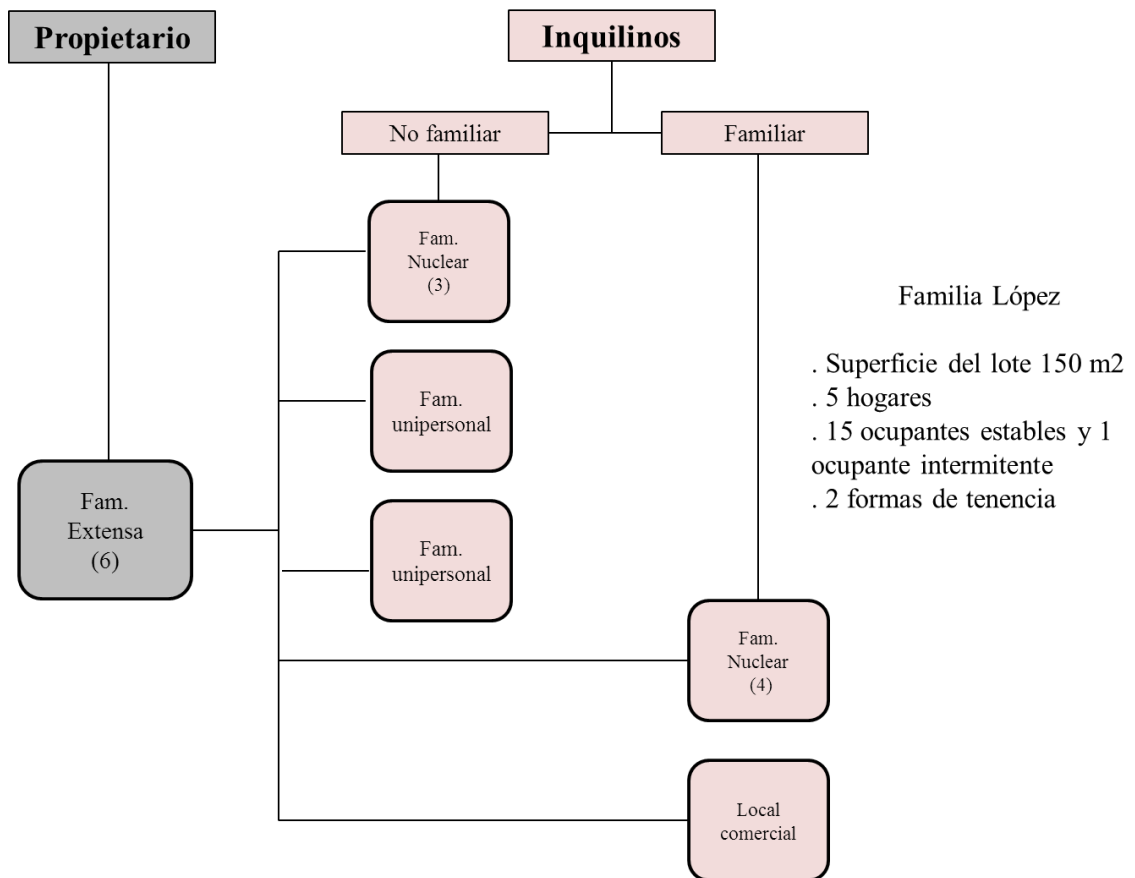 Propietario
Inquilinos
No familiar
Familiar
Fam.
Nuclear
(3)
Fam.
unipersonal
Fam.
unipersonal
Fam.
Extensa
(6)
Fam.
Nuclear
(4)
Local
comercial
Familia López
. Superficie del lote 150 m2
. 5 hogares
. 15 ocupantes estables y 1
ocupante intermitente
. 2 formas de tenencia